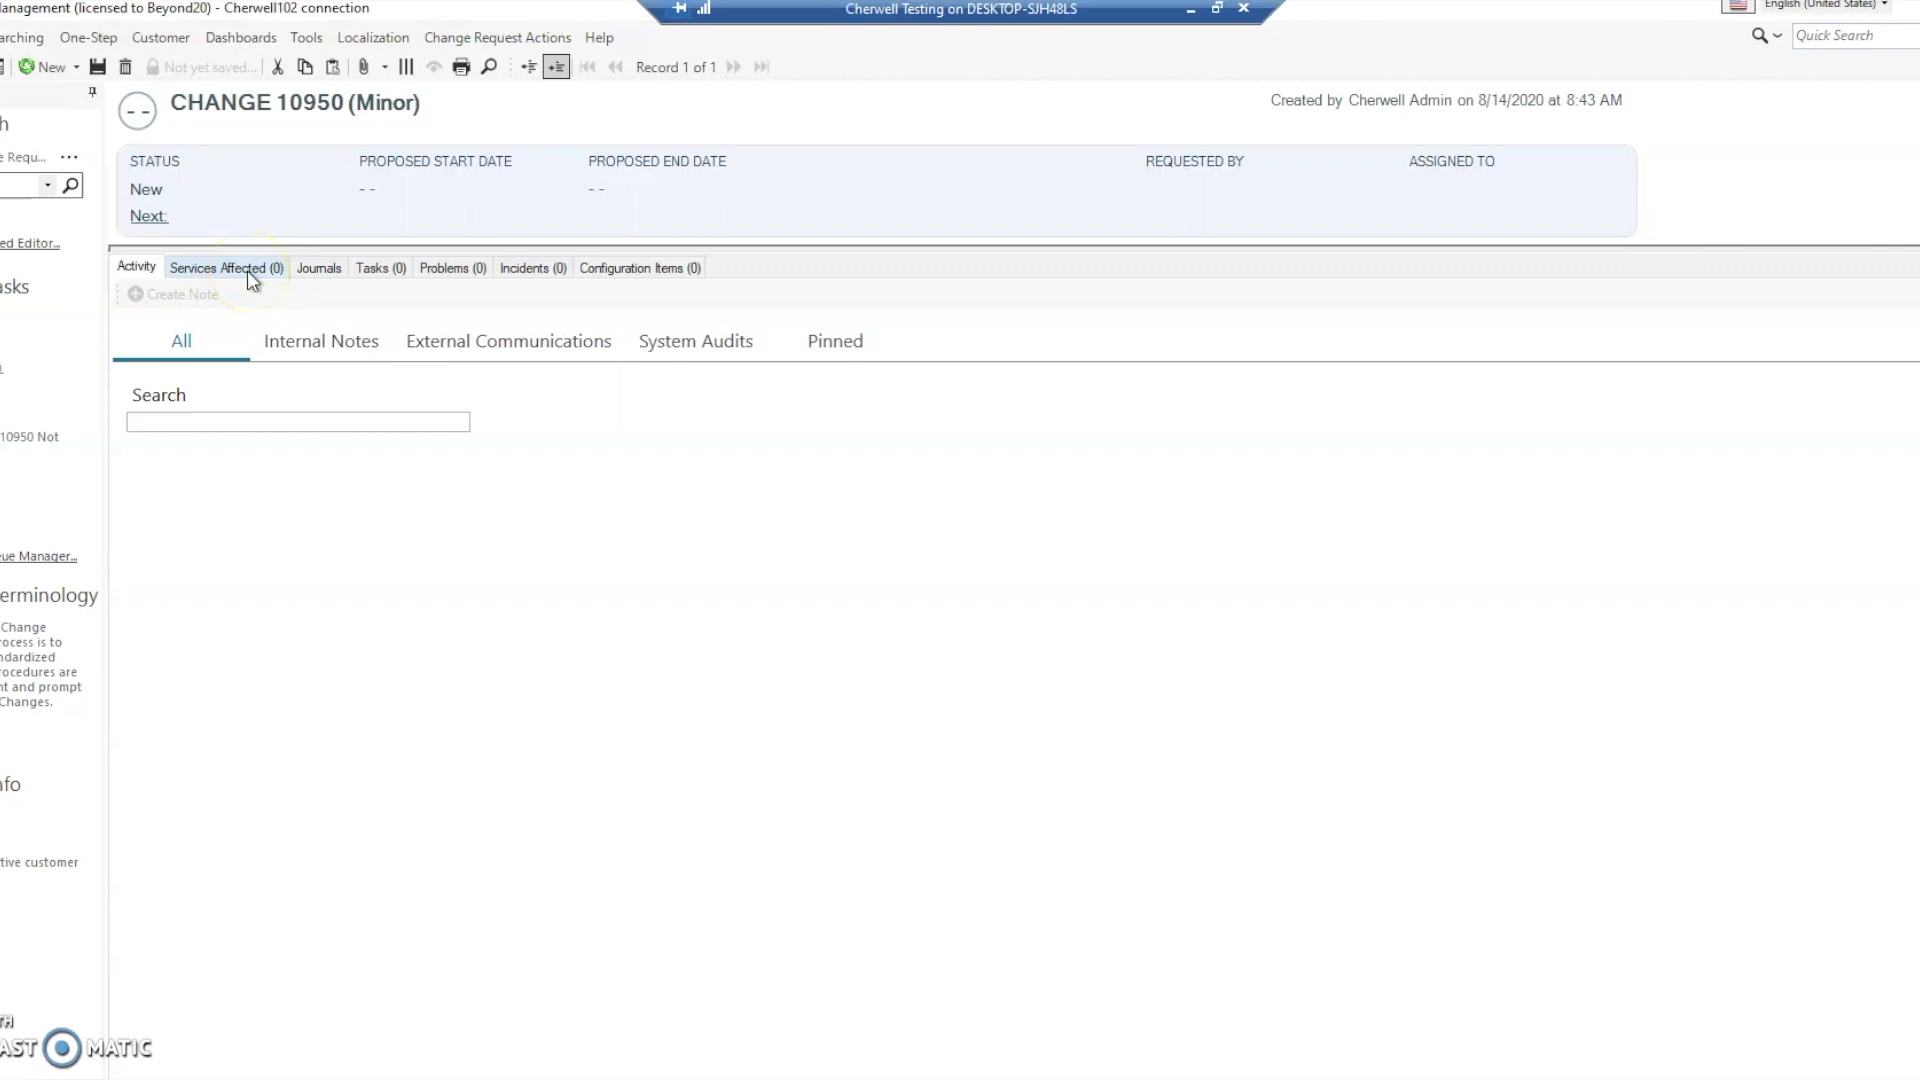 anagement (licensed to Beyond20) - Cherwell102 connection
Cherwell Testing on DESKTOP-SJH48LS
English (United States)
arching One-Step Customer Dashboards Tools Localization Change Request Actions Help
Quick Search
New Not yet saved... Record 1 of 1
CHANGE 10950 (Minor)
Created by Cherwell Admin on 8/14/2020 at 8:43 AM
h
e Requ... ...
STATUS PROPOSED START DATE PROPOSED END DATE REQUESTED BY ASSIGNED TO
New - - - -
Next:
ed Editor...
Activity Services Affected (0) Journals Tasks (0) Problems (0) Incidents (0) Configuration Items (0)
asks
Create Note
All Internal Notes External Communications System Audits Pinned
Search
10950 Not
ue Manager...
erminology
Change
rocess is to
ndardized
rocedures are
nt and prompt
Changes.
nfo
tive customer
TH
AST MATIC